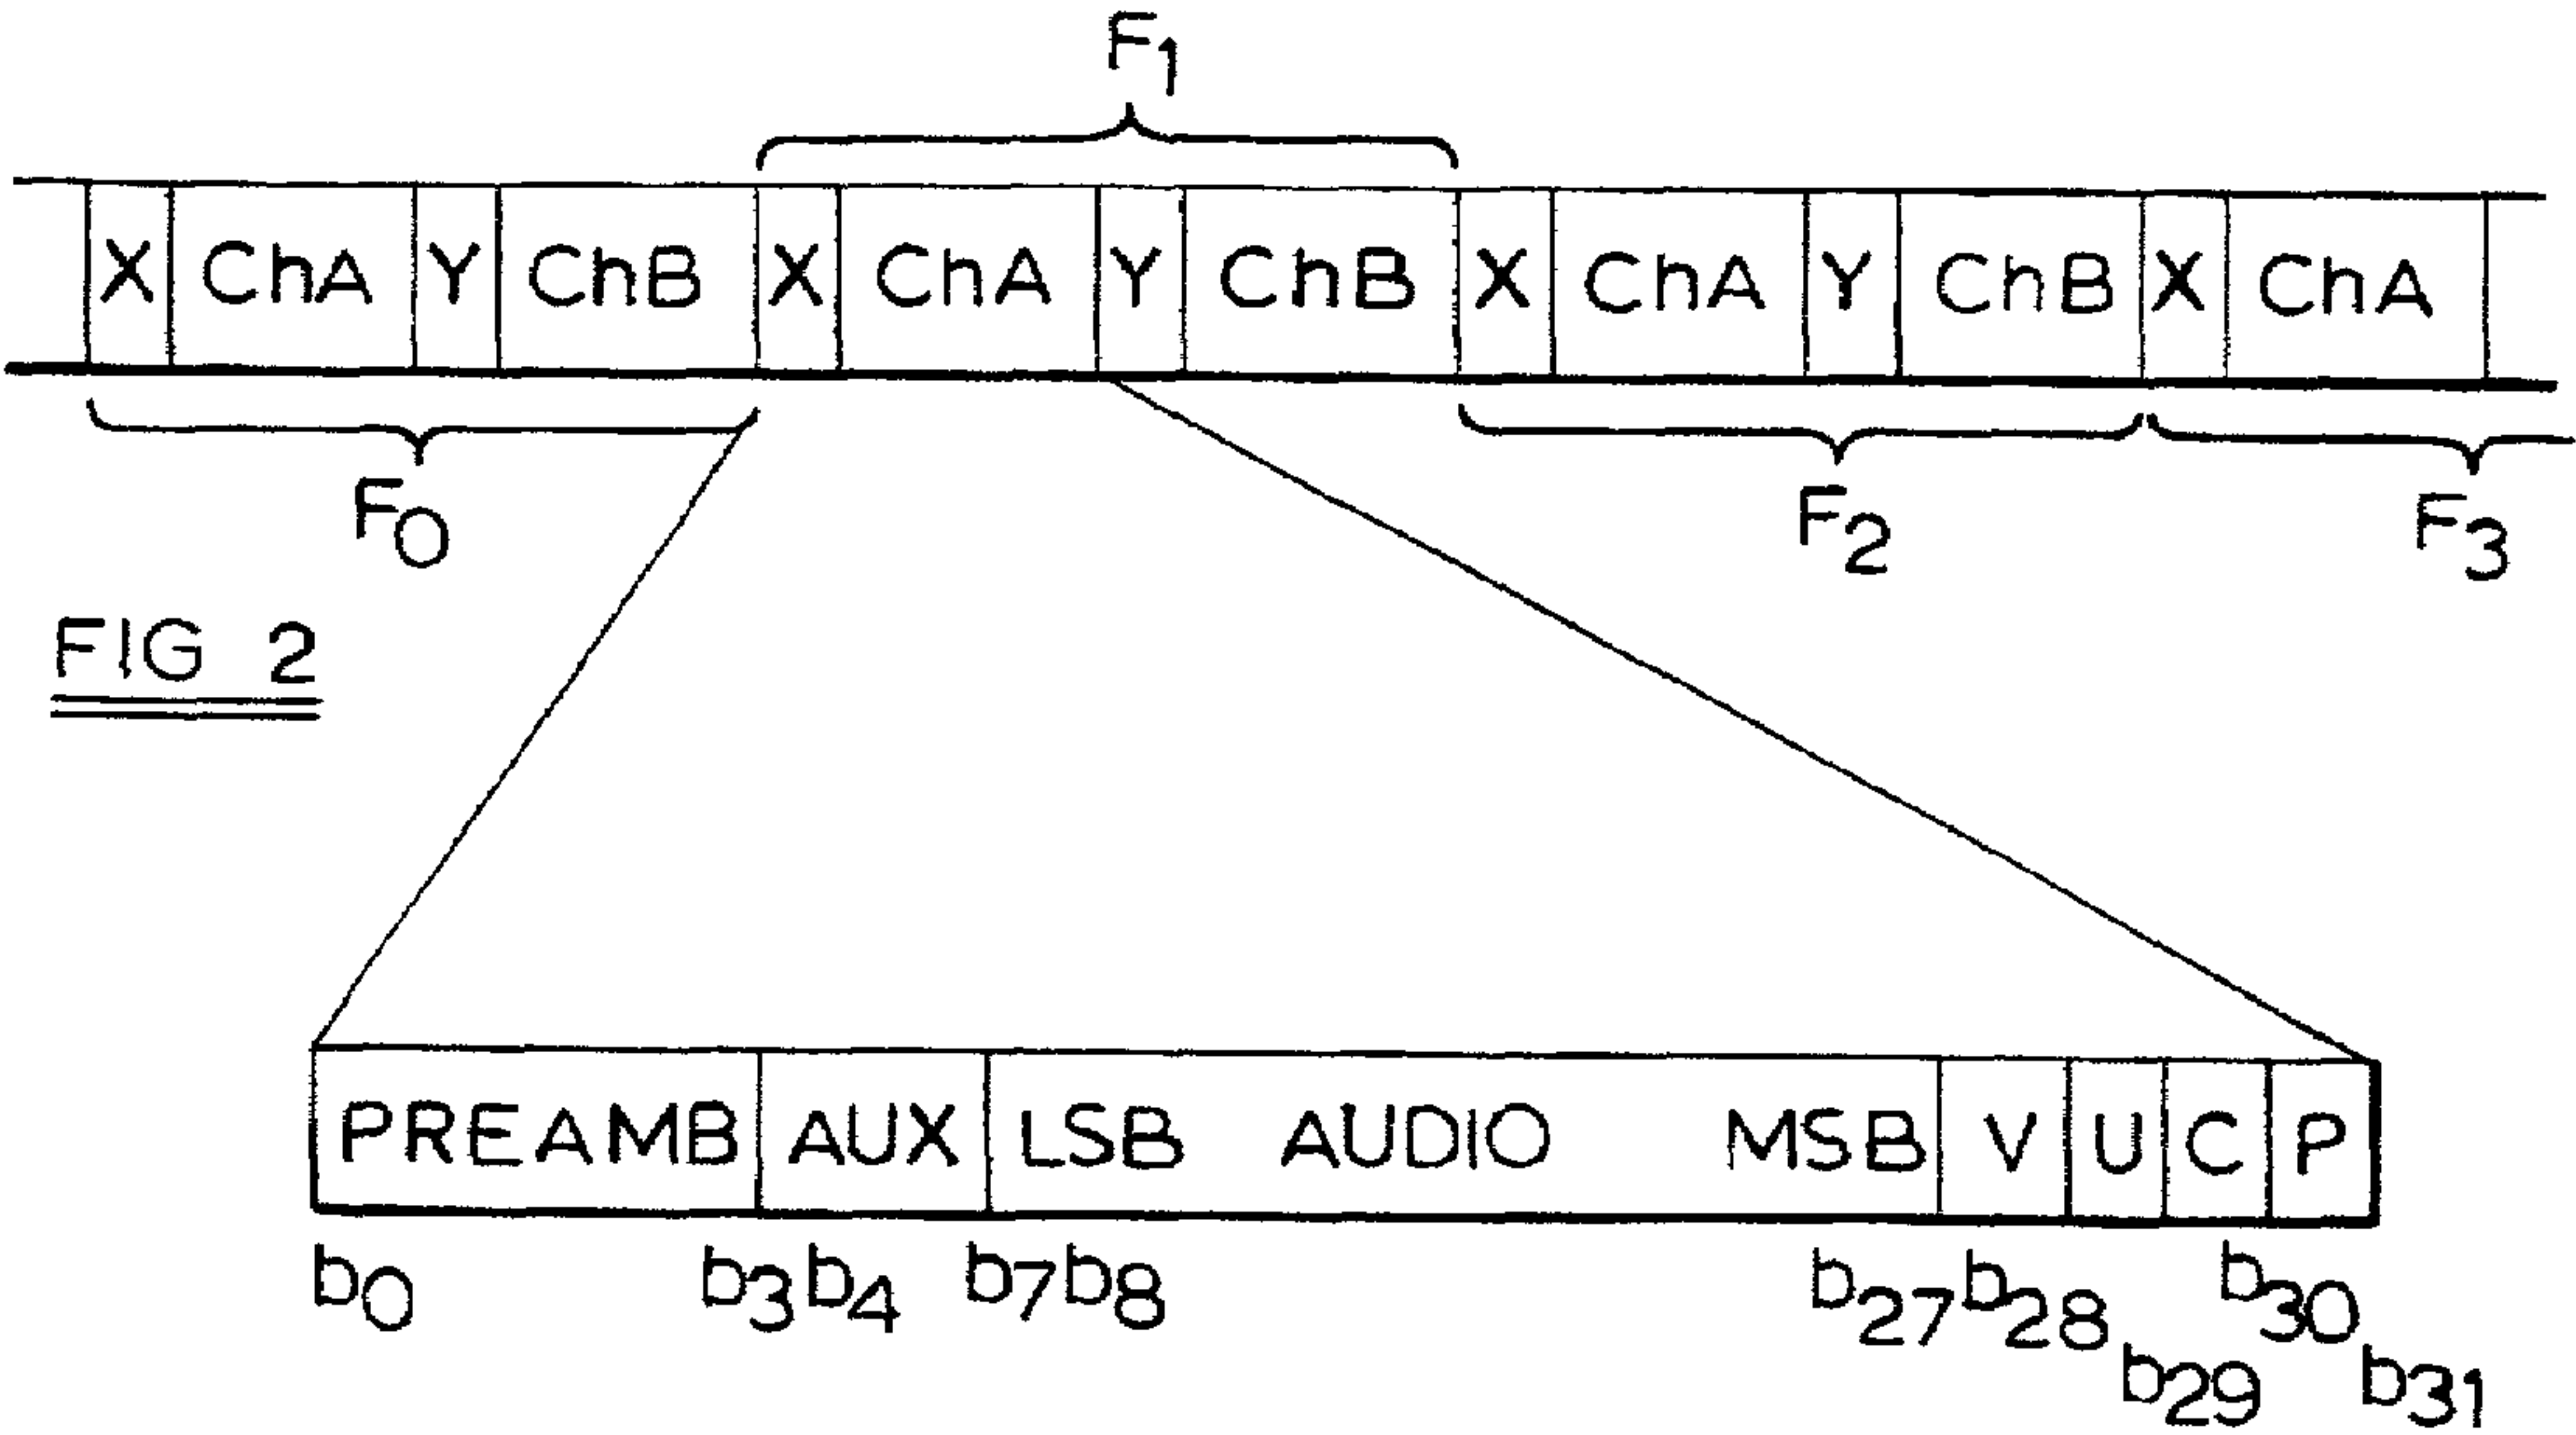 F1
X ChA Y ChB X ChA Y ChB X ChA Y ChB X ChA
F0 F2 F3
FIG 2
PREAMB AUX LSB AUDIO MSB V U C P
b0 b3 b4 b7 b8 b27 b28 b29 b30 b31